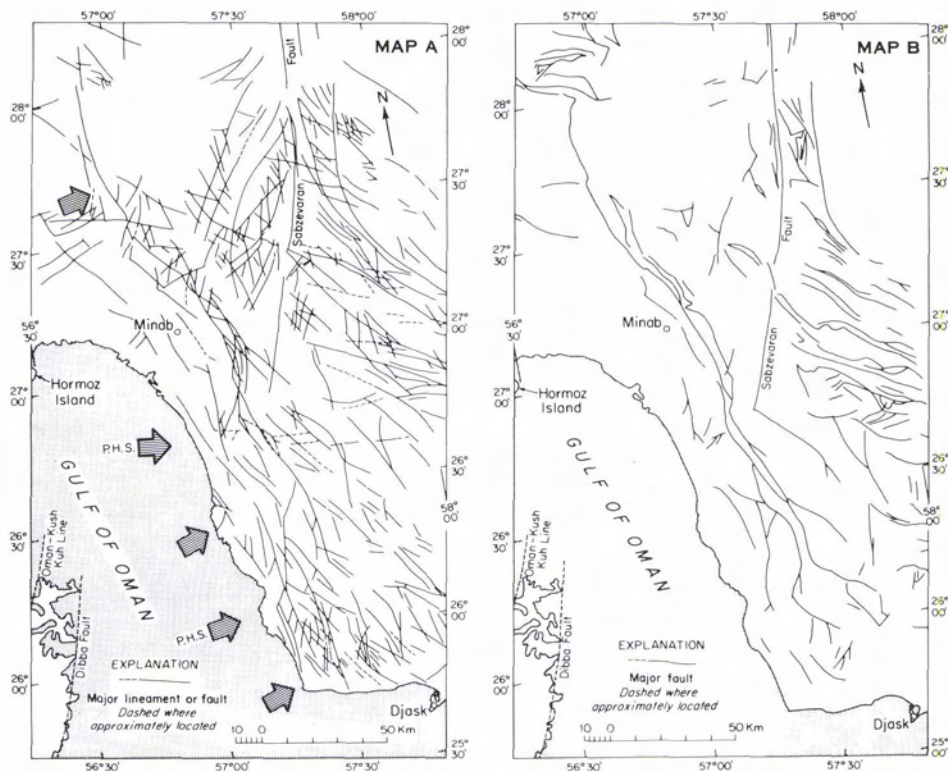 57°00'
57°30'
58°00'
28°
00'
MAP A
Fault
N
28°
00'
27°
30'
Sabzevaran
27°
30'
27°
00'
56°
30'
Minab
27°
00'
Hormoz
Island
26°
30'
P.H.S.
GULF OF OMAN
58°
00'
26°
30'
Oman-Kush
Kuh Line
26°
00'
P.H.S.
Dibba Fault
EXPLANATION
26°
00'
Major lineament or fault
Dashed where
approximately located
Djask
10 0 50 Km
25°
30'
56°30'
57°00'
57°30'
57°00'
57°30'
58°00'
28°
00'
MAP B
N
28°
00'
27°
30'
Fault
27°
30'
27°
00'
56°
30'
Minab
Sabzevaran
27°
00'
Hormoz
Island
26°
30'
GULF OF OMAN
58°
00'
26°
30'
Oman-Kush
Kuh Line
26°
00'
Dibba Fault
EXPLANATION
26°
00'
Major fault
Dashed where
approximately located
Djask
10 0 50 Km
25°
00'
56°30'
57°00'
57°30'